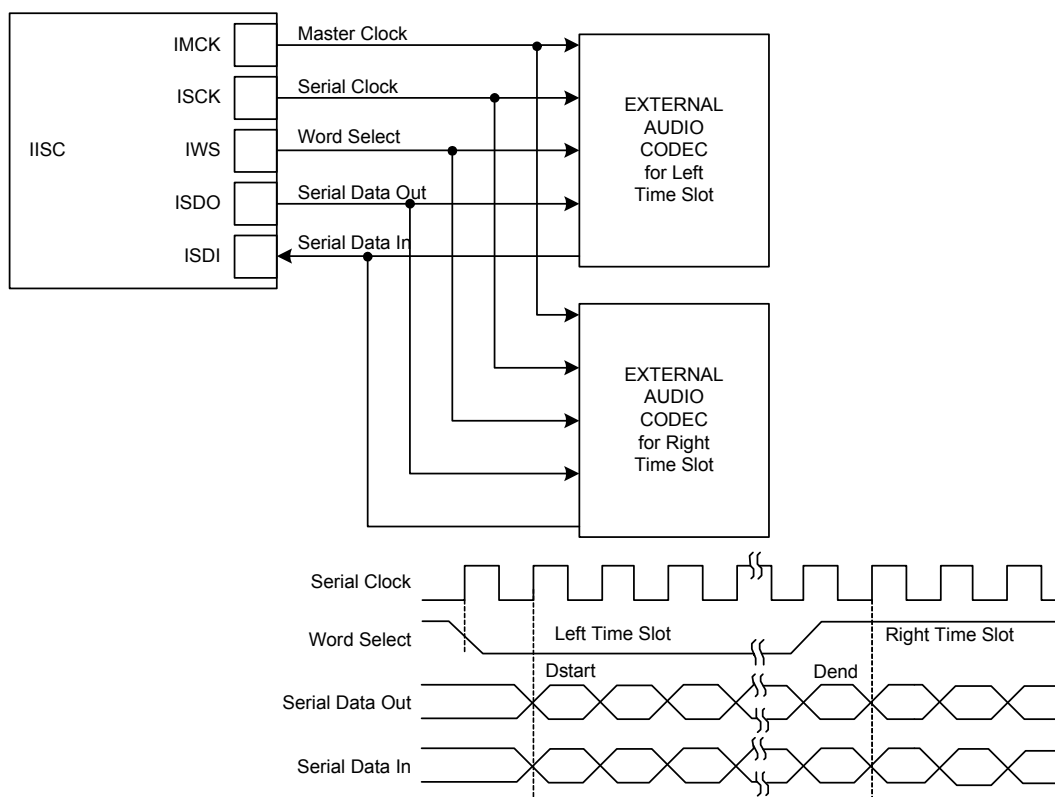 IISC
IMCK
ISCK
IWS
ISDO
ISDI
Master Clock
Serial Clock
Word Select
Serial Data Out
Serial Data In
EXTERNAL
AUDIO
CODEC
for Left
Time Slot
EXTERNAL
AUDIO
CODEC
for Right
Time Slot
Serial Clock
Word Select
Left Time Slot
Right Time Slot
Dstart
Dend
Serial Data Out
Serial Data In